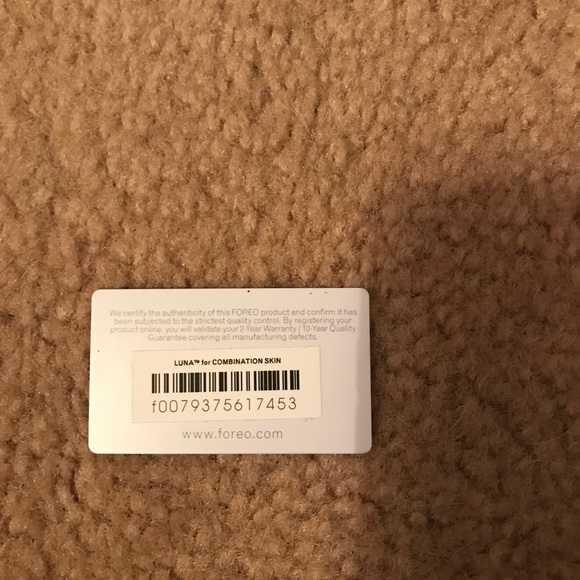 We certify the authenticity of this FOREO product and confirm it has
been subjected to the strictest quality control. By registering your
product online, you will validate your 2-Year Warranty / 10-Year Quality
Guarantee covering all manufacturing defects.
LUNA™ for COMBINATION SKIN
f0079375617453
www.foreo.com